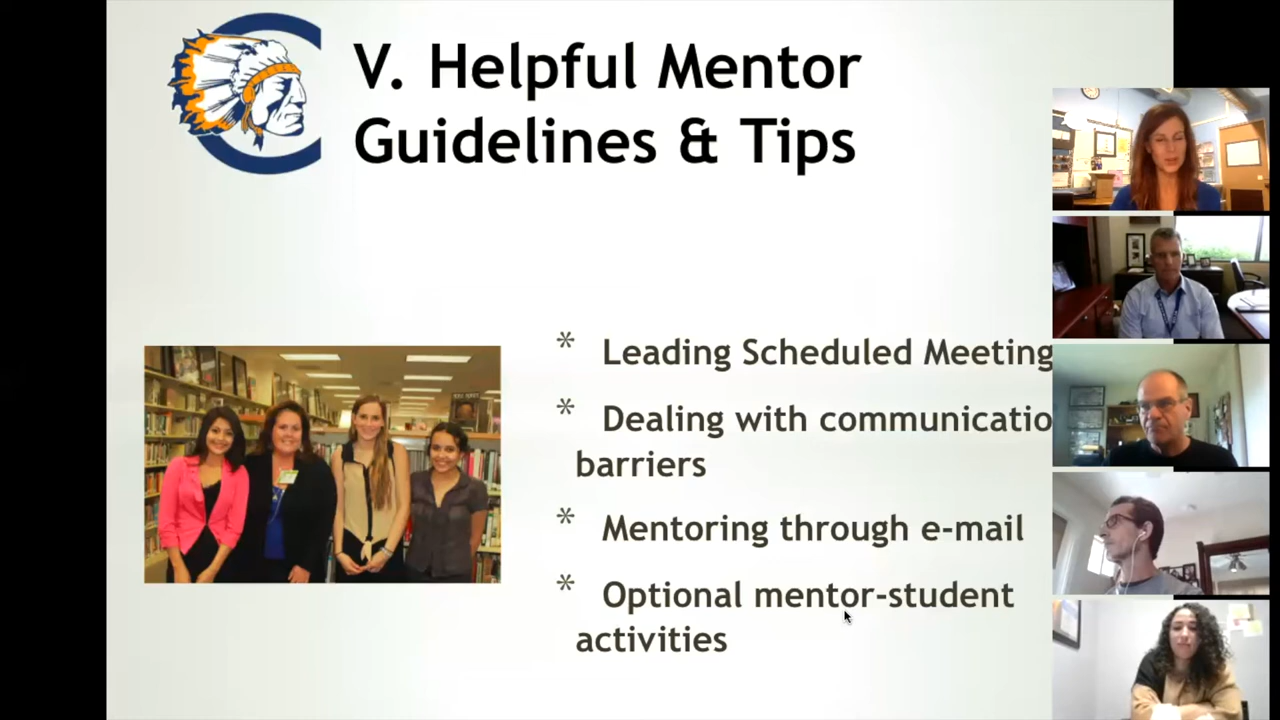 V. Helpful Mentor
Guidelines & Tips
* Leading Scheduled Meeting
* Dealing with communicatio
barriers
* Mentoring through e-mail
* Optional mentor-student
activities